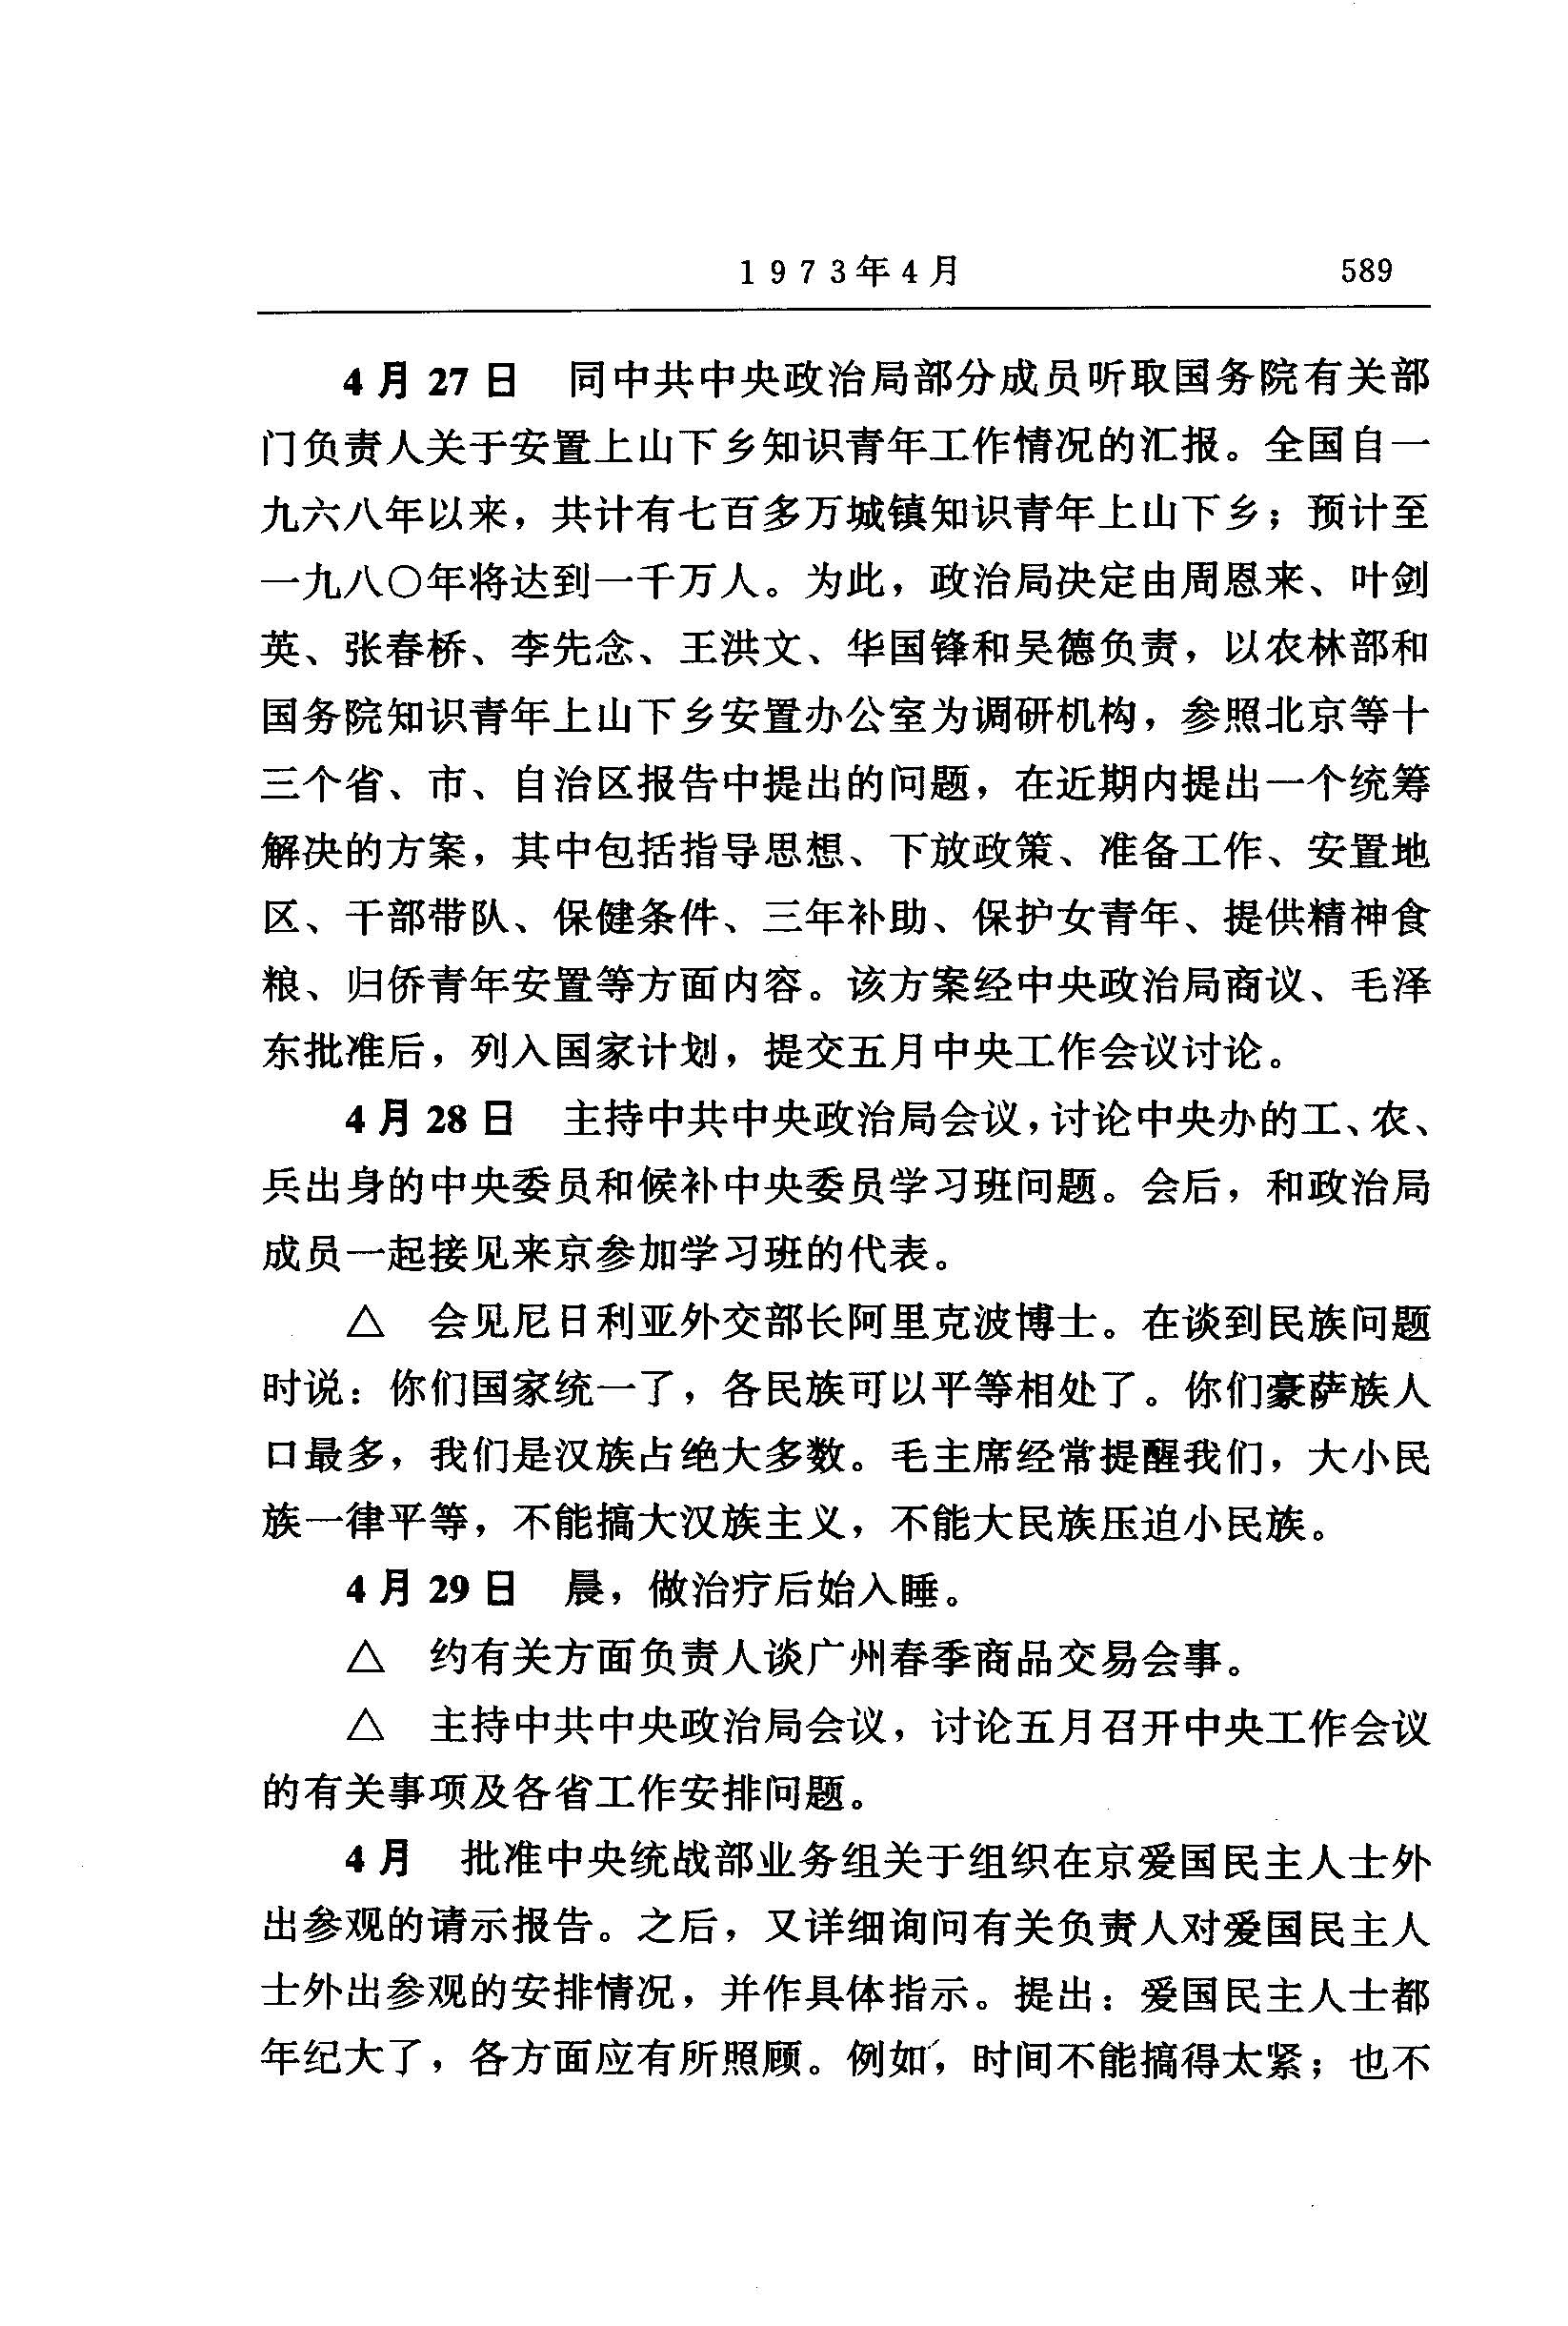 1973年4月 589
4月27日 同中共中央政治局部分成员听取国务院有关部
门负责人关于安置上山下乡知识青年工作情况的汇报。全国自一
九六八年以来，共计有七百多万城镇知识青年上山下乡；预计至
一九八〇年将达到一千万人。为此，政治局决定由周恩来、叶剑
英、张春桥、李先念、王洪文、华国锋和吴德负责，以农林部和
国务院知识青年上山下乡安置办公室为调研机构，参照北京等十
三个省、市、自治区报告中提出的问题，在近期内提出一个统筹
解决的方案，其中包括指导思想、下放政策、准备工作、安置地
区、干部带队、保健条件、三年补助、保护女青年、提供精神食
粮、归侨青年安置等方面内容。该方案经中央政治局商议、毛泽
东批准后，列入国家计划，提交五月中央工作会议讨论。
4月28日 主持中共中央政治局会议，讨论中央办的工、农、
兵出身的中央委员和候补中央委员学习班问题。会后，和政治局
成员一起接见来京参加学习班的代表。
△ 会见尼日利亚外交部长阿里克波博士。在谈到民族问题
时说：你们国家统一了，各民族可以平等相处了。你们豪萨族人
口最多，我们是汉族占绝大多数。毛主席经常提醒我们，大小民
族一律平等，不能搞大汉族主义，不能大民族压迫小民族。
4月29日 晨，做治疗后始入睡。
△ 约有关方面负责人谈广州春季商品交易会事。
△ 主持中共中央政治局会议，讨论五月召开中央工作会议
的有关事项及各省工作安排问题。
4月 批准中央统战部业务组关于组织在京爱国民主人士外
出参观的请示报告。之后，又详细询问有关负责人对爱国民主人
士外出参观的安排情况，并作具体指示。提出：爱国民主人士都
年纪大了，各方面应有所照顾。例如，时间不能搞得太紧；也不